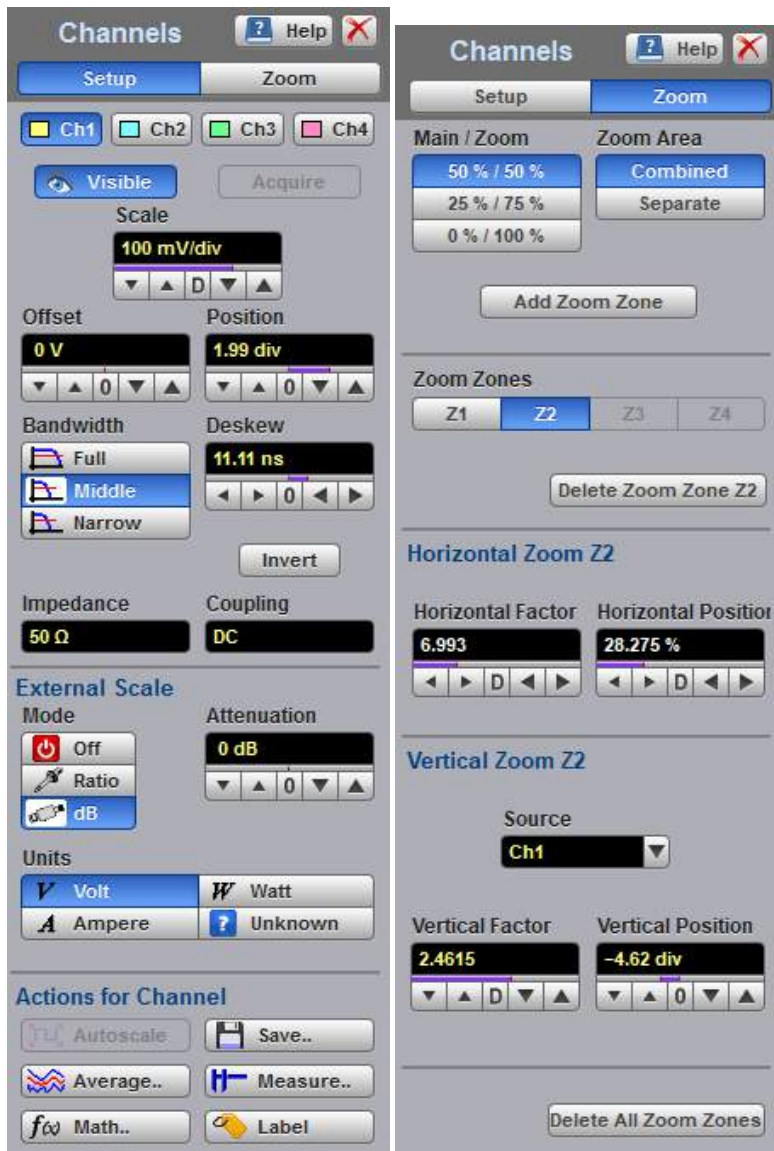 Channels
Help
Setup Zoom
Ch1 Ch2 Ch3 Ch4
Visible Acquire
Scale
100 mV/div
D
Offset Position
0 V 1.99 div
0 0
Bandwidth Deskew
Full 11.11 ns
Middle 0
Narrow
Invert
Impedance Coupling
50 Ω DC
External Scale
Mode Attenuation
Off 0 dB
Ratio 0
dB
Units
V Volt W Watt
A Ampere ? Unknown
Actions for Channel
Autoscale Save..
Average.. Measure..
f(ω) Math.. Label
Channels
Help
Setup Zoom
Main / Zoom Zoom Area
50 % / 50 % Combined
25 % / 75 % Separate
0 % / 100 %
Add Zoom Zone
Zoom Zones
Z1 Z2 Z3 Z4
Delete Zoom Zone Z2
Horizontal Zoom Z2
Horizontal Factor Horizontal Position
6.993 28.275 %
D D
Vertical Zoom Z2
Source
Ch1
Vertical Factor Vertical Position
2.4615 −4.62 div
D 0
Delete All Zoom Zones